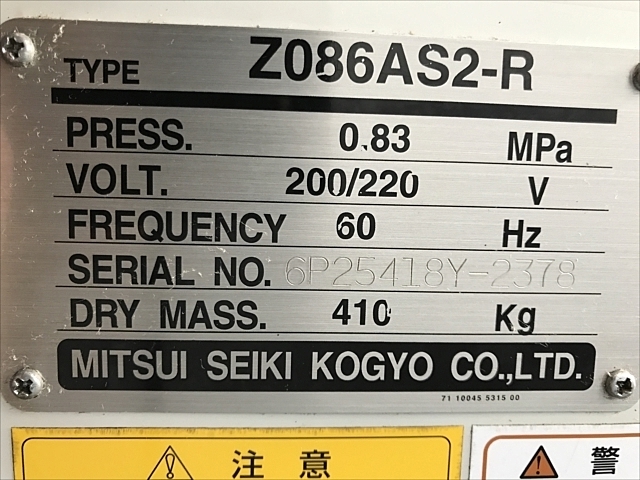 TYPE Z086AS2-R
PRESS. 0.83 MPa
VOLT. 200/220 V
FREQUENCY 60 Hz
SERIAL NO. 6P25418Y-2378
DRY MASS. 410 Kg
MITSUI SEIKI KOGYO CO.,LTD.
71 10045 5315 00
注意
警